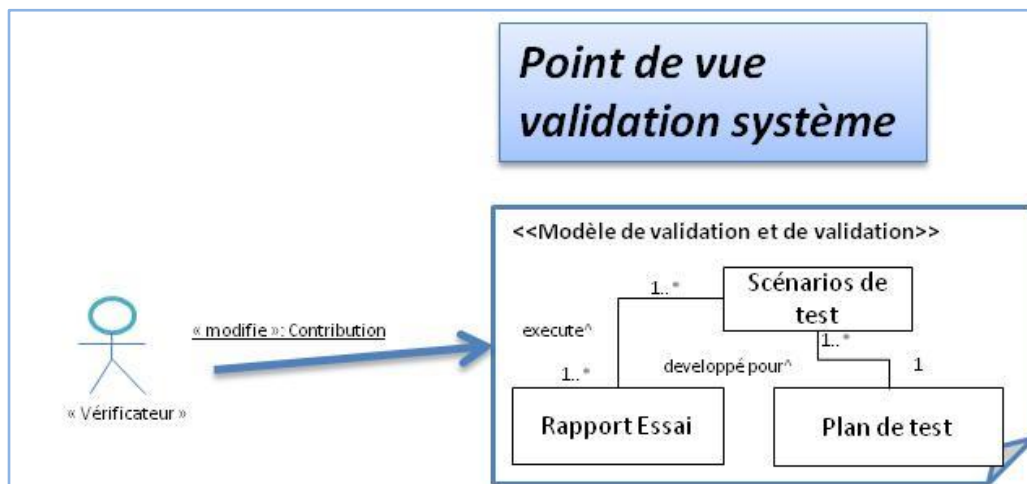 Point de vue
validation système
<<Modèle de validation et de validation>>
Scénarios de
test
1..*
execute^
1..*
1..*
developpé pour^
1
Rapport Essai
Plan de test
« modifie »: Contribution
« Vérificateur »